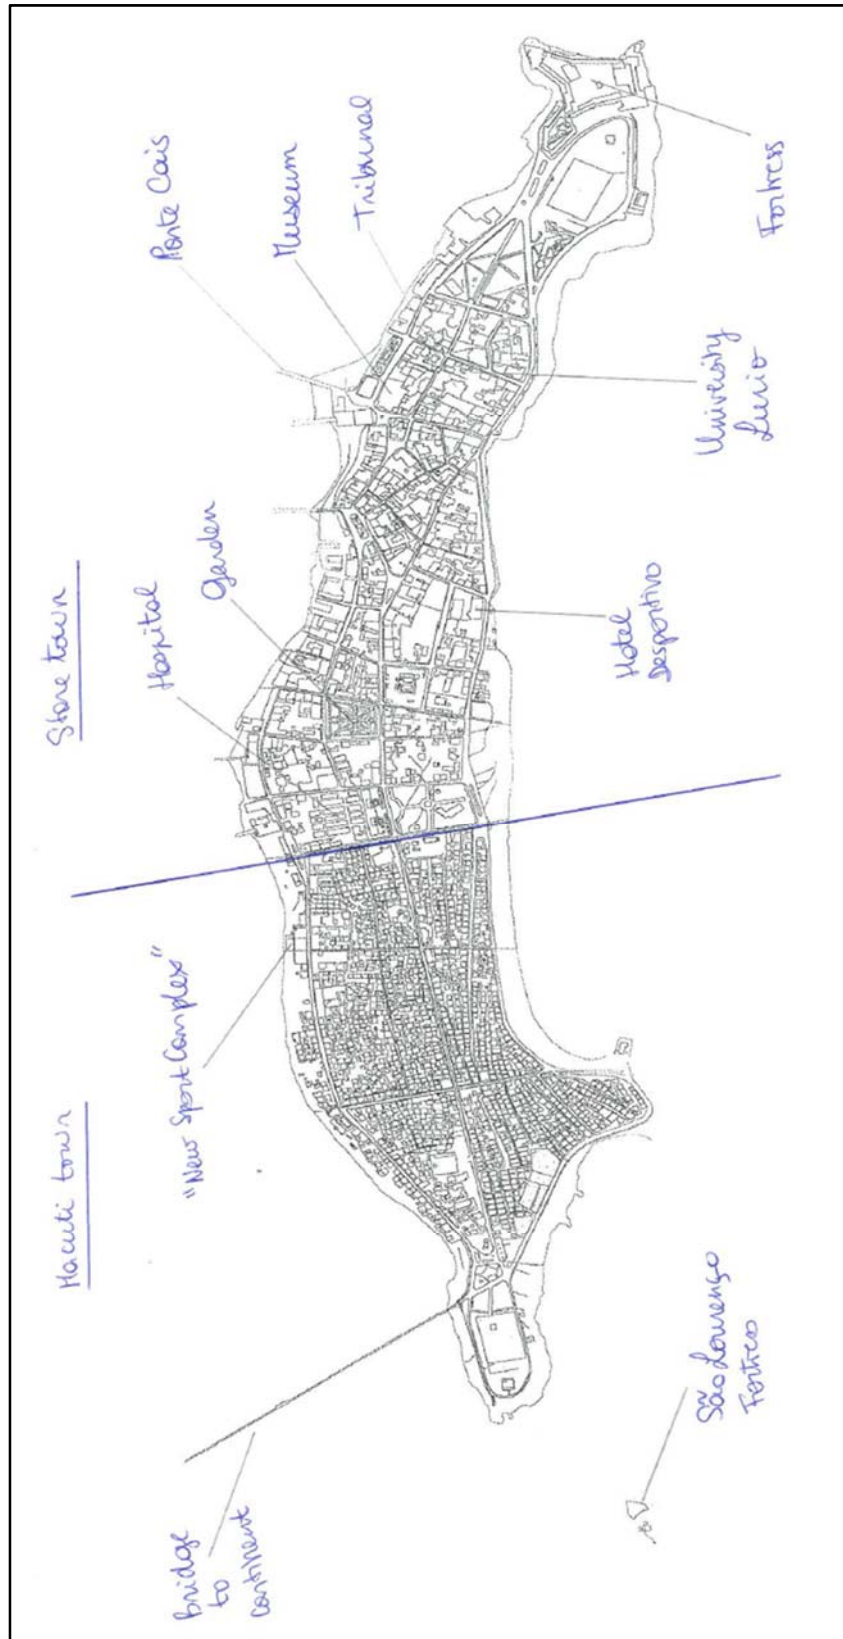 Macuti town
Stone town
Bridge
to
continent
"New Sport Complex"
Hospital
Garden
Ponte Cais
Museum
Tribunal
São Lourenço
Fortress
Hotel
Desportivo
University
Lurio
Fortress